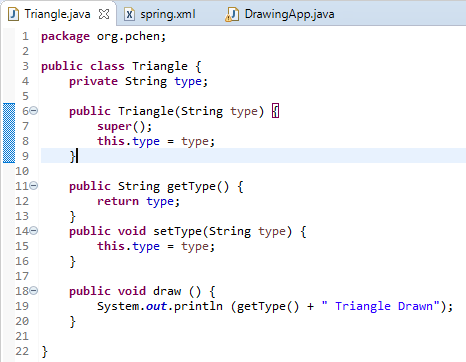 Triangle.java spring.xml DrawingApp.java
1 package org.pchen;
2
3 public class Triangle {
4     private String type;
5
6     public Triangle(String type) {
7         super();
8         this.type = type;
9     }
10
11     public String getType() {
12         return type;
13     }
14     public void setType(String type) {
15         this.type = type;
16     }
17
18     public void draw () {
19         System.out.println (getType() + " Triangle Drawn");
20     }
21
22 }